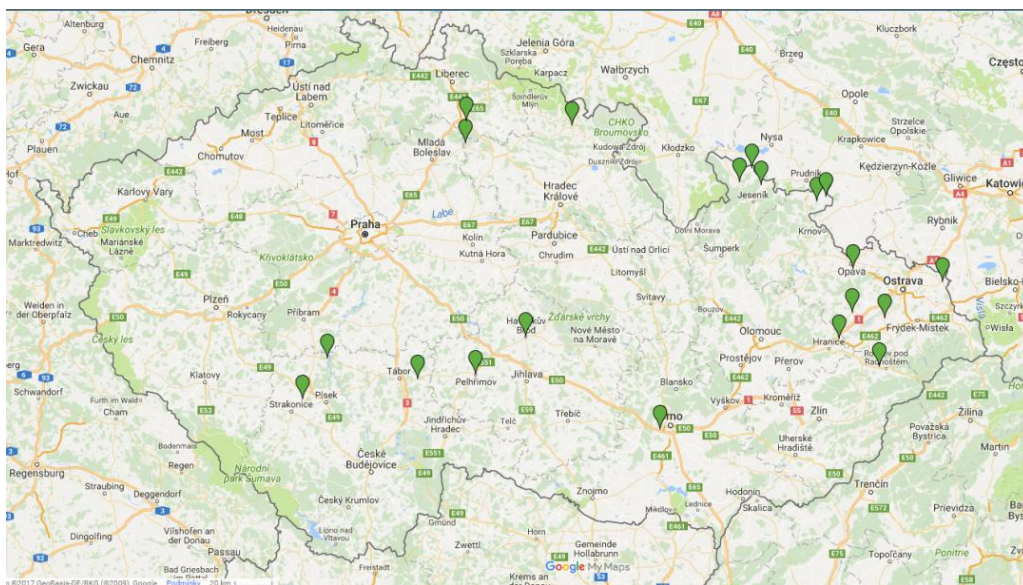 Dresden
Altenburg
Freiberg
Heidenau
Pirna
Gera
Chemnitz
Zwickau
Aue
Plauen
Hof
Jelenia Góra
Szklarska
Poręba
Karpacz
Wałbrzych
Liberec
Špindlerův
Mlýn
Ústí nad
Labem
Teplice
Litoměřice
Most
Chomutov
Mladá
Boleslav
CHKO
Broumovsko
Kudowa-Zdrój
Duszniki-Zdrój
Kłodzko
Brzeg
Kluczbork
Opole
Nysa
Strzelce
Opolskie
Krapkowice
Kędzierzyn-Koźle
Gliwice
Katowic
Rybnik
Prudnik
Jeseník
Karlovy Vary
Cheb
Slavkovský les
Mariánské
Lázně
Marktredwitz
Křivoklátsko
Praha
Labe
Kolín
Kutná Hora
Hradec
Králové
Pardubice
Chrudim
Ústí nad Orlicí
Litomyšl
Svitavy
Dolní Morava
Šumperk
Krnov
Opava
Ostrava
Frýdek-Místek
Bielsko-
Wisła
Weiden in
der Oberpfalz
Plzeň
Rokycany
Příbram
Český les
Žďárské vrchy
Nové Město
na Moravě
Bouzov
Olomouc
Hranice
Prostějov
Přerov
Schwandorf
Furth im Wald
Cham
Klatovy
Strakonice
Písek
Tábor
Pelhřimov
Jihlava
Jindřichův
Hradec
Telč
Třebíč
Blansko
Vyškov
Kroměříž
Zlín
Uherské
Hradiště
Považská
Bystrica
Žilina
Martin
Bodenmais
Regen
Regensburg
Straubing
Deggendorf
Dingolfing
Vilshofen an
der Donau
Passau
Bad Griesbach
Národní
park Šumava
České
Budějovice
Český Krumlov
Lipno nad
Vltavou
Freistadt
Gmünd
Zwettl
Horn
Znojmo
Mikulov
Lednice
Hodonín
Skalica
Trenčín
Prievidza
Topoľčany
Ponitrie
Gemeinde
Hollabrunn
Krems an
der Donau
Google My Maps
©2017 GeoBasis-DE/BKG (©2009), Google
Podmínky
20 km